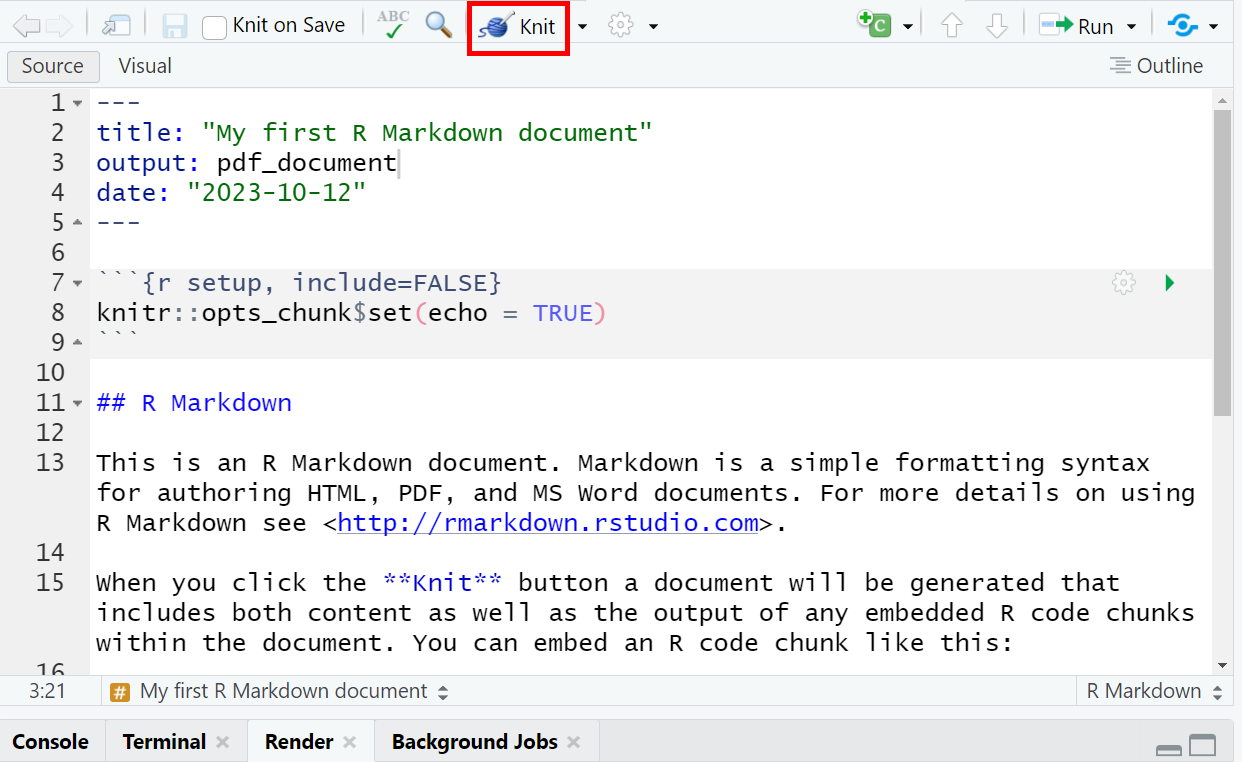 Knit on Save ABC Knit C Run
Source Visual Outline
1 ---
2 title: "My first R Markdown document"
3 output: pdf_document
4 date: "2023-10-12"
5 ---
6
7 ```{r setup, include=FALSE}
8 knitr::opts_chunk$set(echo = TRUE)
9 ```
10
11 ## R Markdown
12
13 This is an R Markdown document. Markdown is a simple formatting syntax
for authoring HTML, PDF, and MS Word documents. For more details on using
R Markdown see <http://rmarkdown.rstudio.com>.
14
15 When you click the **Knit** button a document will be generated that
includes both content as well as the output of any embedded R code chunks
within the document. You can embed an R code chunk like this:
16
3:21 # My first R Markdown document R Markdown
Console Terminal Render Background Jobs